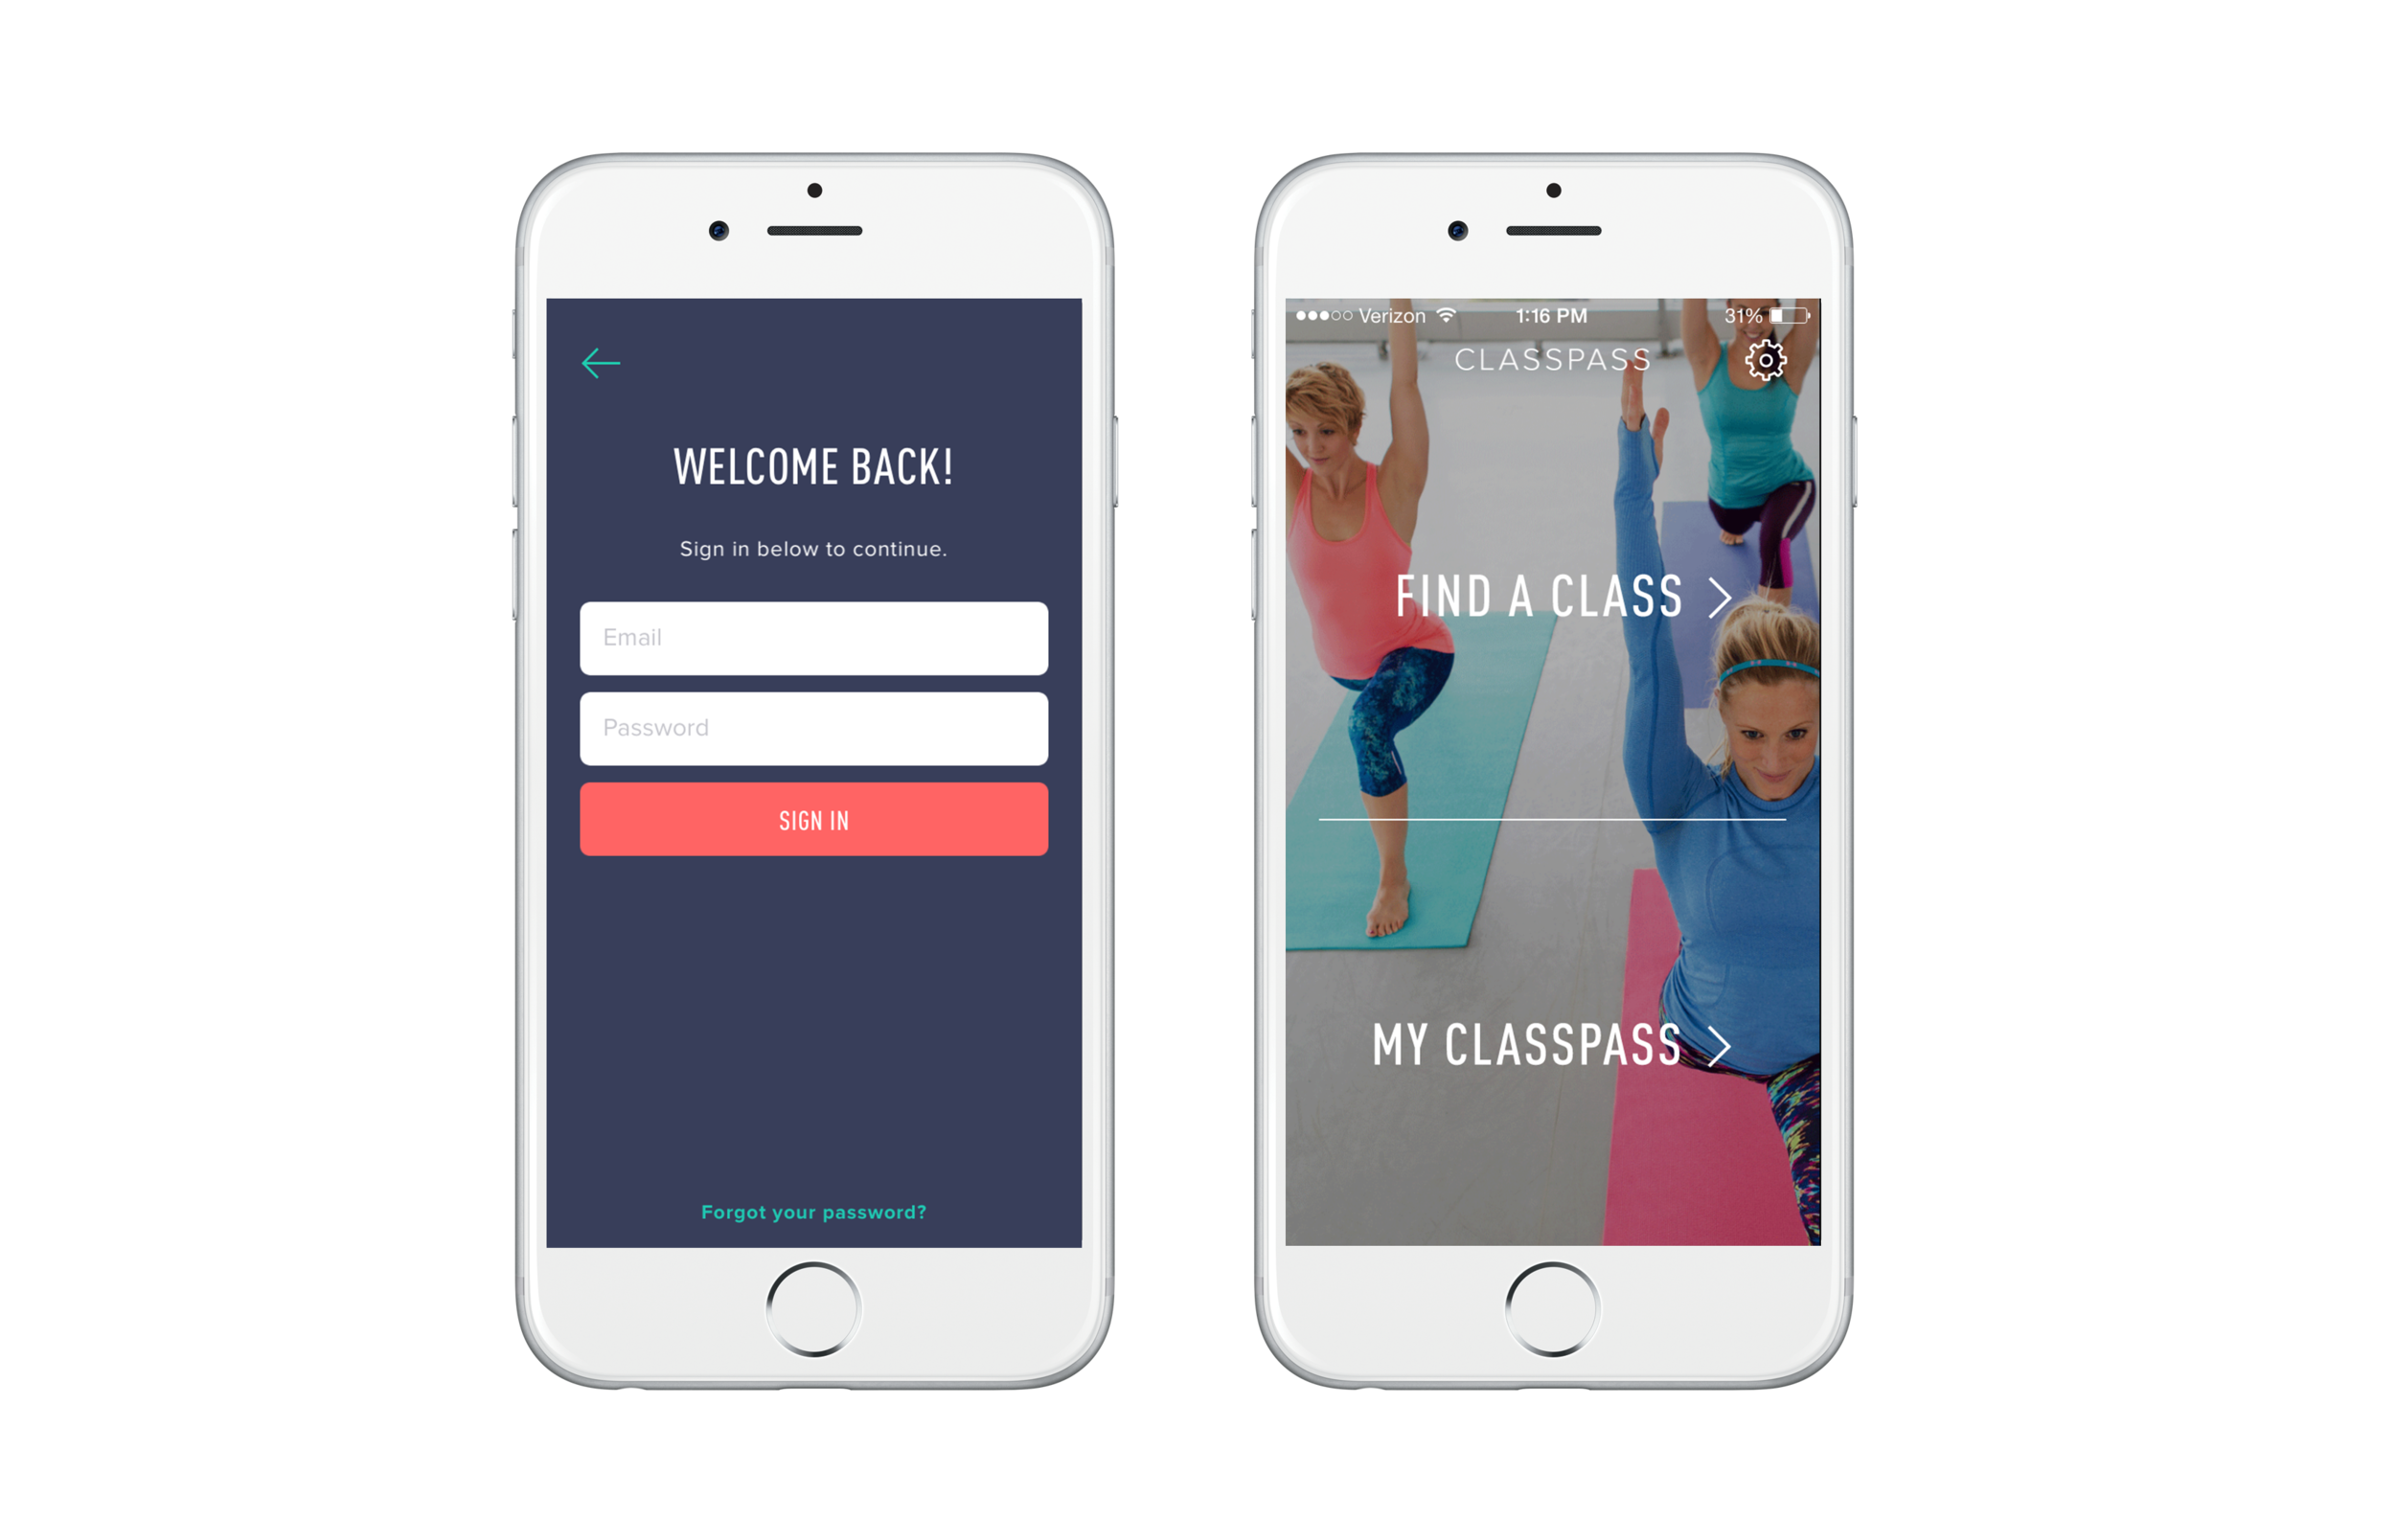 WELCOME BACK!
Sign in below to continue.
Email
Password
SIGN IN
Forgot your password?
Verizon 1:16 PM 31%
CLASSPASS
FIND A CLASS
MY CLASSPASS